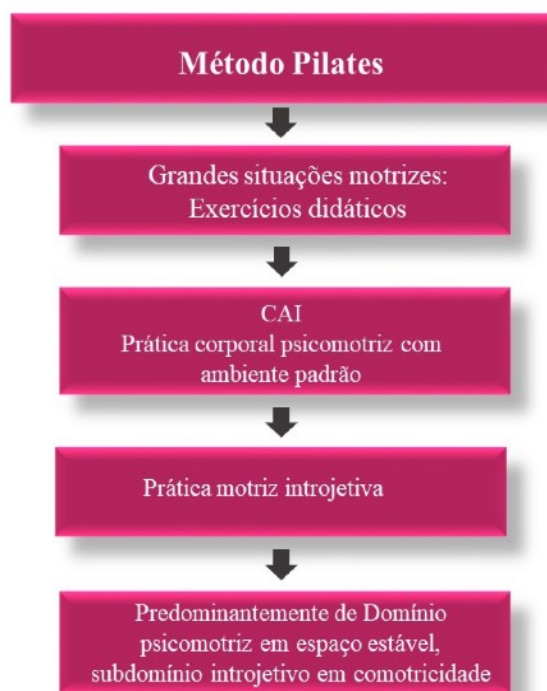 Método Pilates
Grandes situações motrizes:
Exercícios didáticos
CAI
Prática corporal psicomotriz com
ambiente padrão
Prática motriz introjetiva
Predominantemente de Domínio
psicomotriz em espaço estável,
subdomínio introjetivo em comotricidade